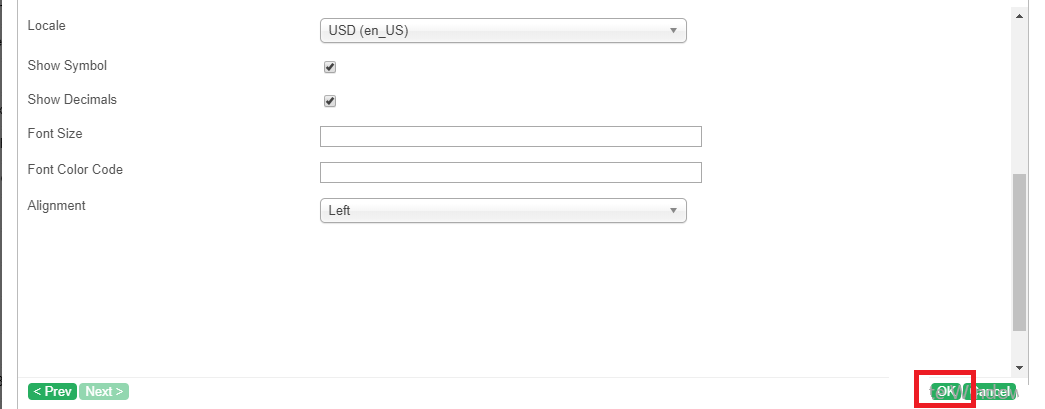 Locale
USD (en_US)
Show Symbol
Show Decimals
Font Size
Font Color Code
Alignment
Left
< Prev Next >
OK Cancel